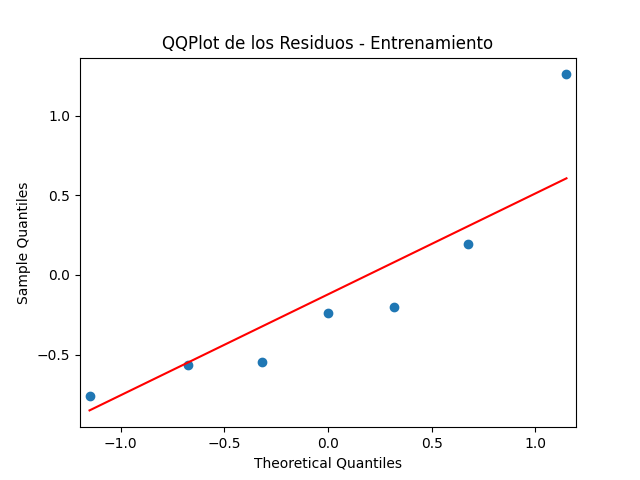 QQPlot de los Residuos - Entrenamiento
1.0
0.5
0.0
−0.5
Sample Quantiles
−1.0 −0.5 0.0 0.5 1.0
Theoretical Quantiles